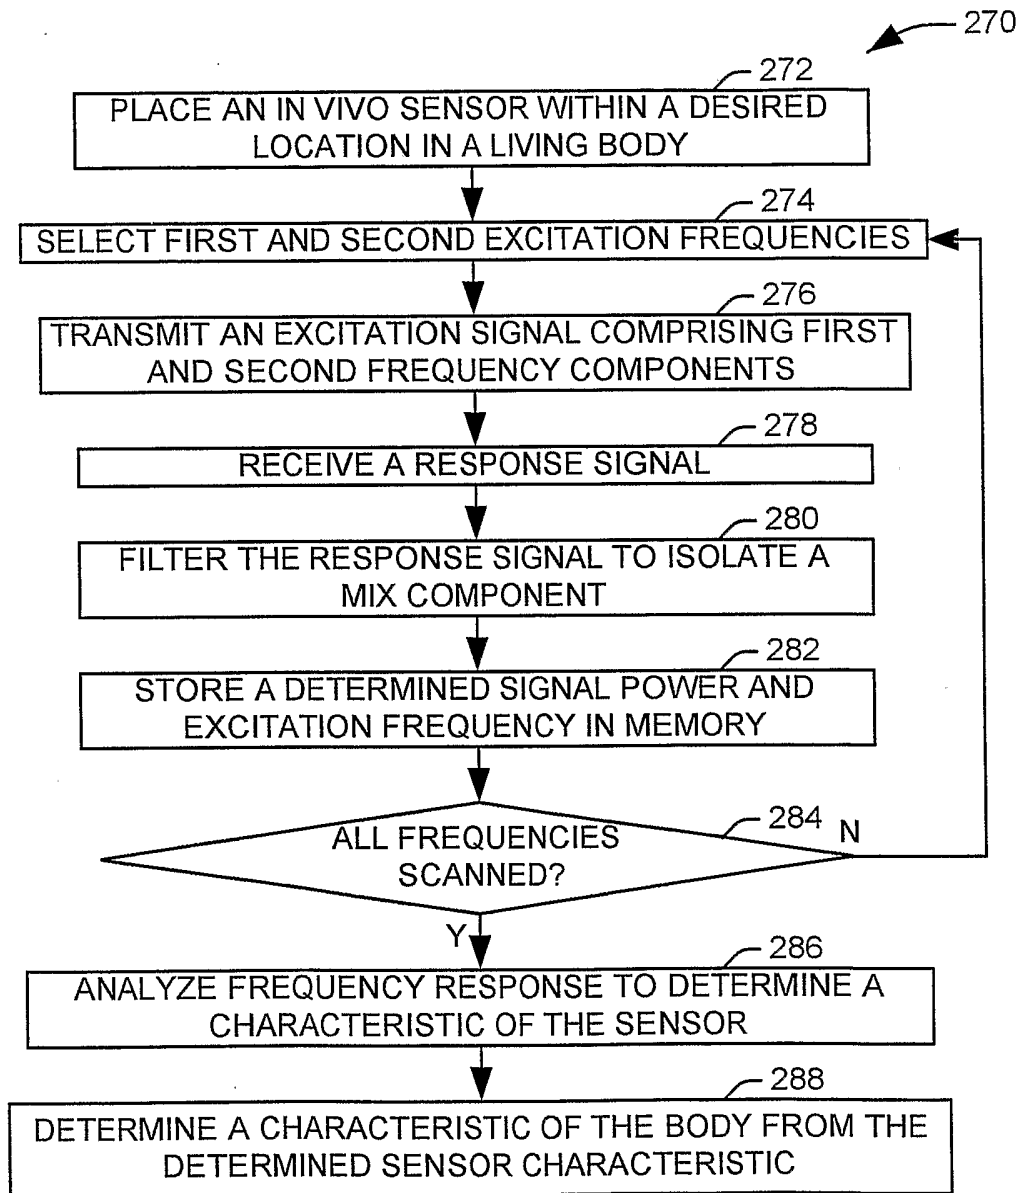 270
272
PLACE AN IN VIVO SENSOR WITHIN A DESIRED
LOCATION IN A LIVING BODY
274
SELECT FIRST AND SECOND EXCITATION FREQUENCIES
276
TRANSMIT AN EXCITATION SIGNAL COMPRISING FIRST
AND SECOND FREQUENCY COMPONENTS
278
RECEIVE A RESPONSE SIGNAL
280
FILTER THE RESPONSE SIGNAL TO ISOLATE A
MIX COMPONENT
282
STORE A DETERMINED SIGNAL POWER AND
EXCITATION FREQUENCY IN MEMORY
284
N
ALL FREQUENCIES
SCANNED?
Y
286
ANALYZE FREQUENCY RESPONSE TO DETERMINE A
CHARACTERISTIC OF THE SENSOR
288
DETERMINE A CHARACTERISTIC OF THE BODY FROM THE
DETERMINED SENSOR CHARACTERISTIC